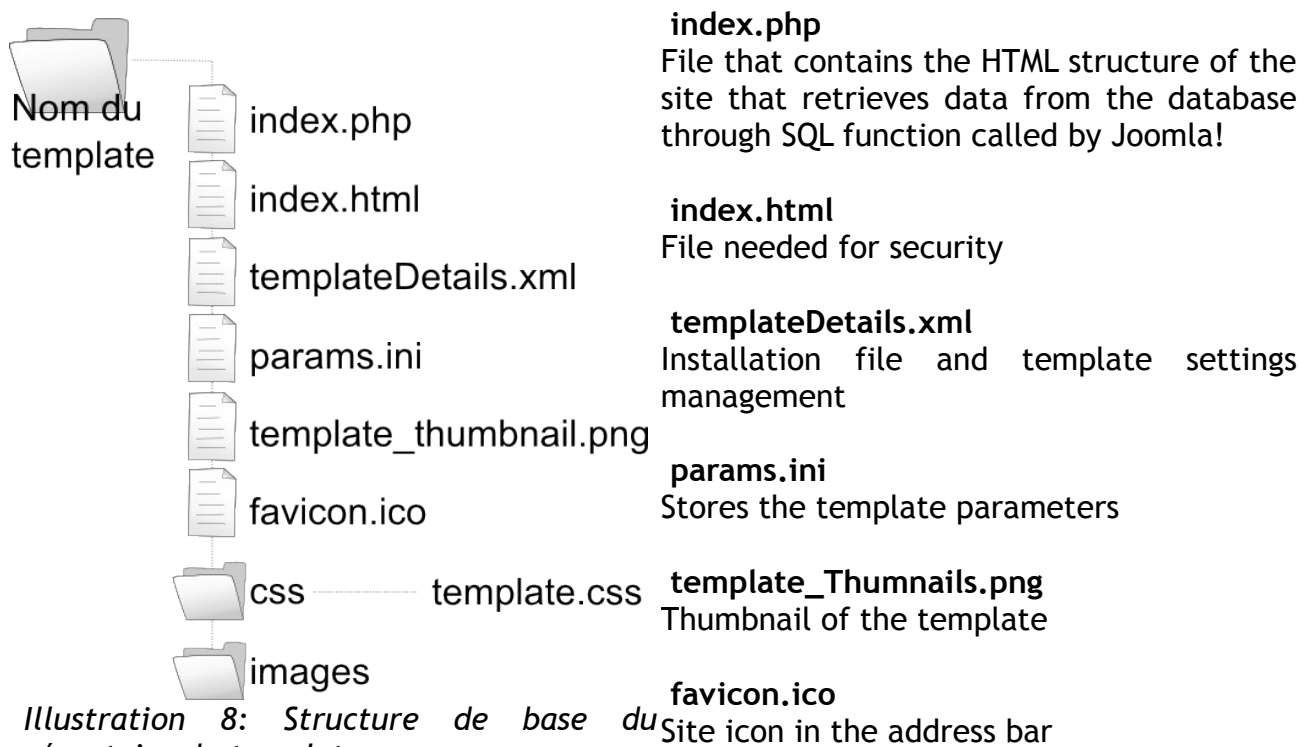 Nom du
template
index.php
index.html
templateDetails.xml
params.ini
template_thumbnail.png
favicon.ico
css template.css
images
Illustration 8: Structure de base du
index.php
File that contains the HTML structure of the
site that retrieves data from the database
through SQL function called by Joomla!
index.html
File needed for security
templateDetails.xml
Installation file and template settings
management
params.ini
Stores the template parameters
template_Thumnails.png
Thumbnail of the template
favicon.ico
Site icon in the address bar